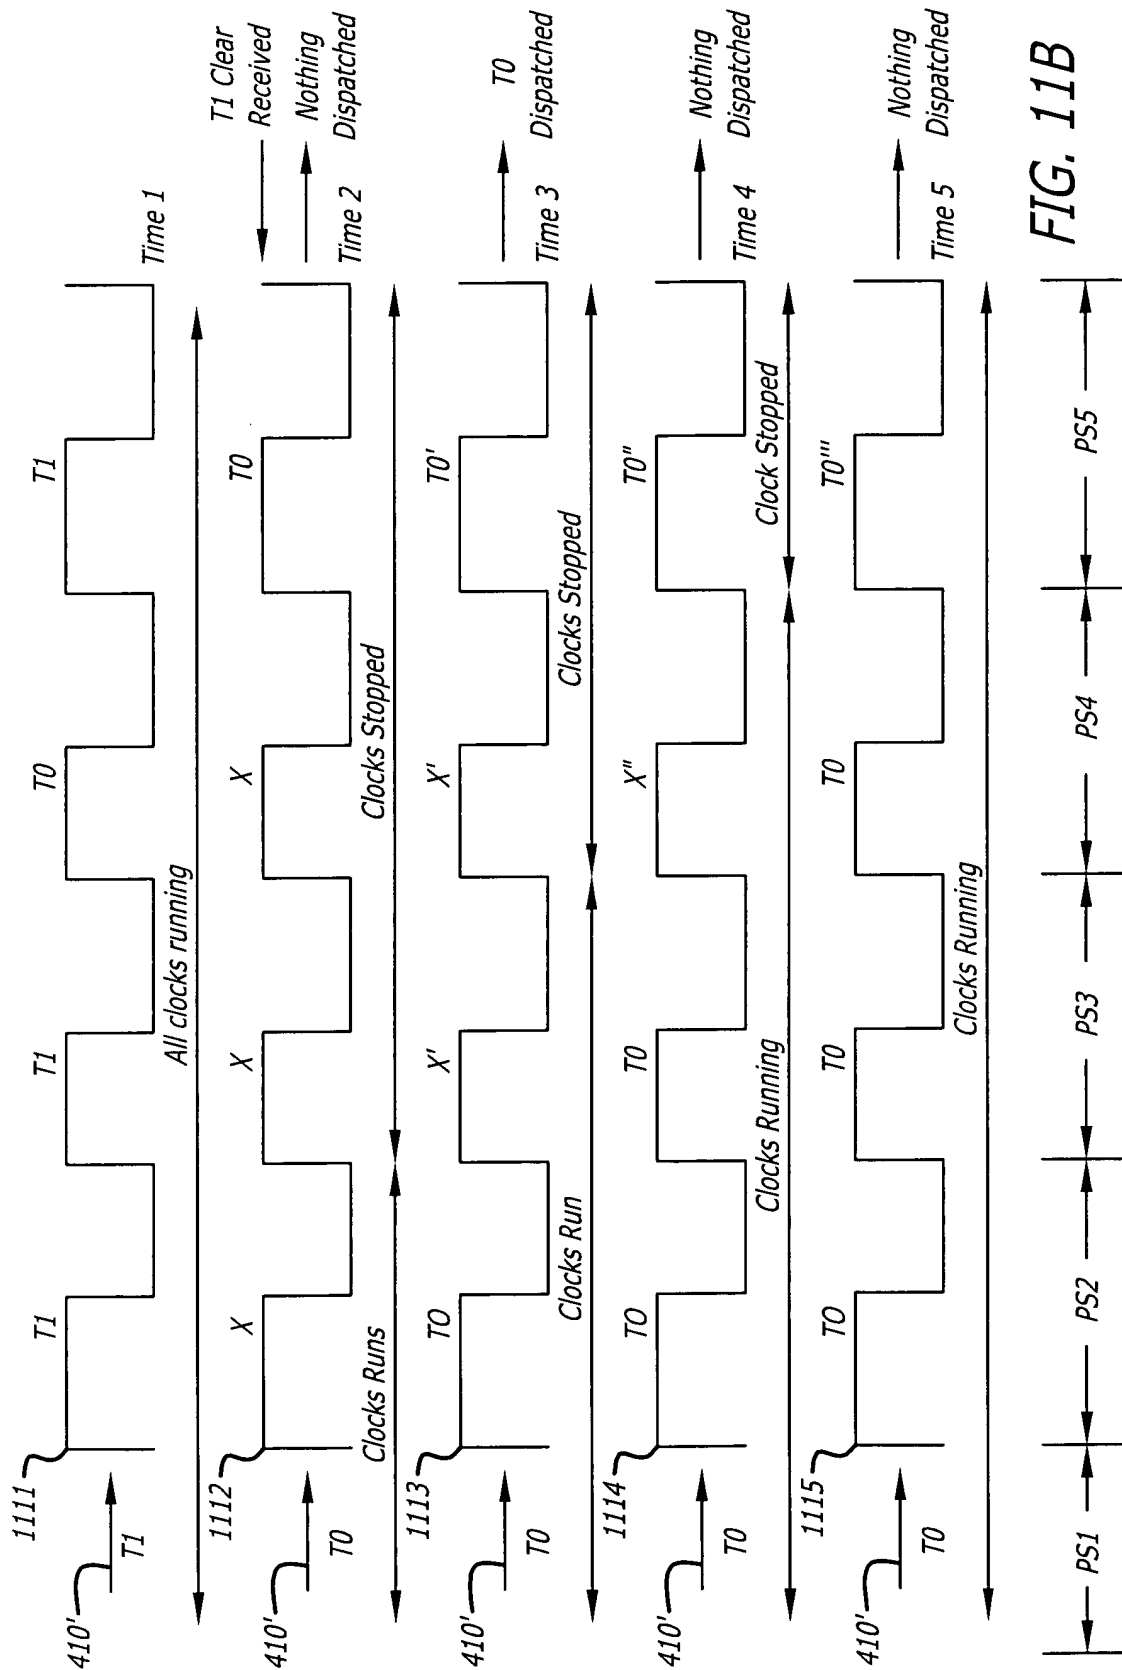 1111
410'
T1
T1
T1
T0
T1
Time 1
All clocks running
T1 Clear
Received
1112
410'
T0
X
X
X
T0
Nothing
Dispatched
Time 2
Clocks Runs
Clocks Stopped
1113
410'
T0
T0
X'
X'
T0'
T0
Dispatched
Time 3
Clocks Run
Clocks Stopped
1114
410'
T0
T0
T0
X"
T0"
Nothing
Dispatched
Time 4
Clocks Running
Clock Stopped
1115
410'
T0
T0
T0
T0
T0'''
Nothing
Dispatched
Time 5
Clocks Running
PS1
PS2
PS3
PS4
PS5
FIG. 11B